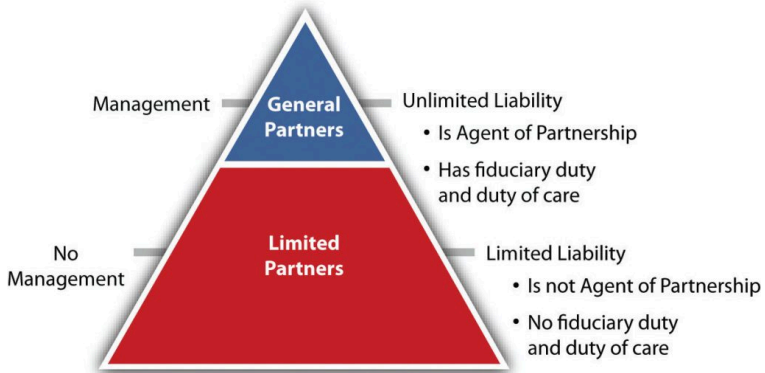 Management
General
Partners
Unlimited Liability
• Is Agent of Partnership
• Has fiduciary duty
and duty of care
No
Management
Limited
Partners
Limited Liability
• Is not Agent of Partnership
• No fiduciary duty
and duty of care